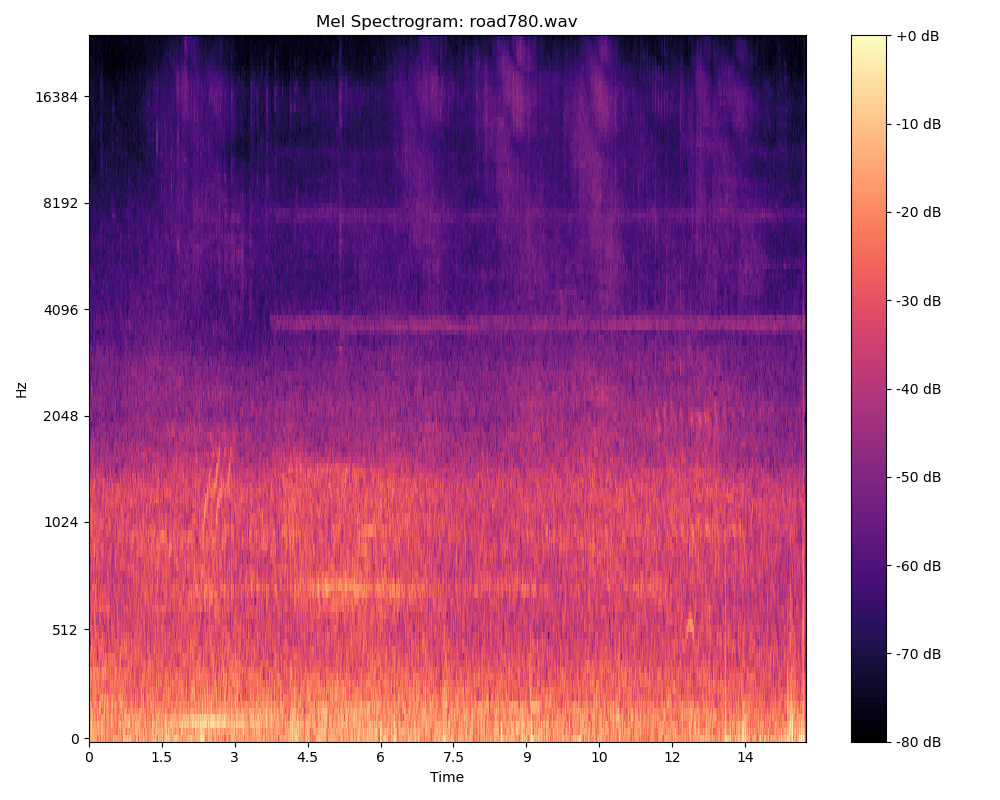 Mel Spectrogram: road780.wav
+0 dB
16384
-10 dB
8192
-20 dB
4096
-30 dB
Hz
2048
-40 dB
-50 dB
1024
-60 dB
512
-70 dB
0
-80 dB
0 1.5 3 4.5 6 7.5 9 10 12 14
Time